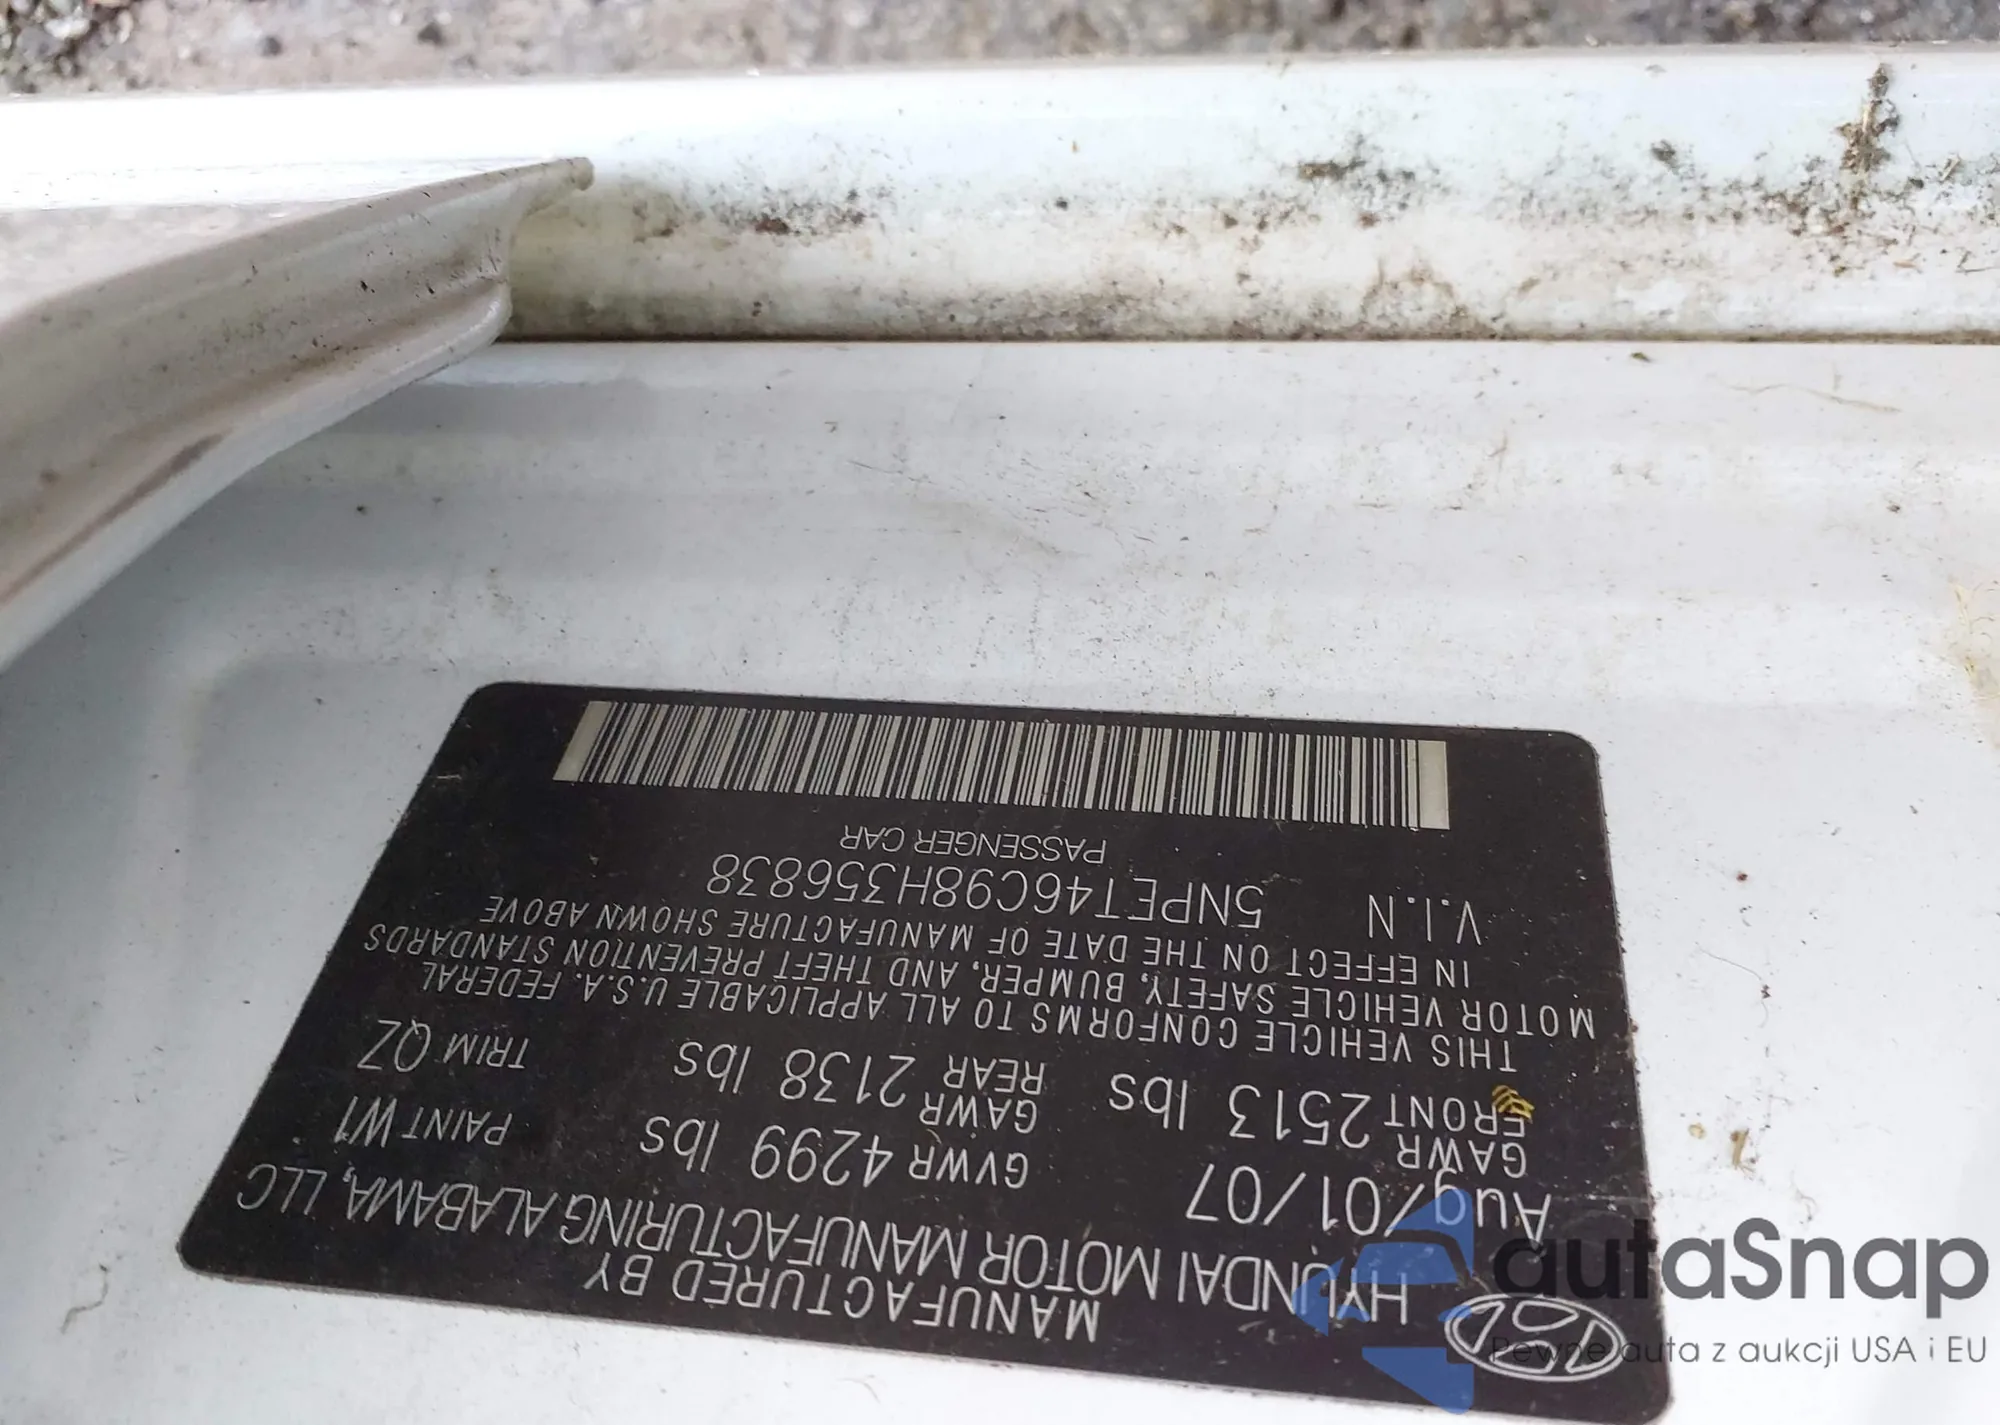 MANUFACTURED BY
HYUNDAI MOTOR MANUFACTURING ALABAMA, LLC
Aug/01/07 GVWR 4299 lbs PAINT W1
GAWR FRONT 2513 lbs GAWR REAR 2138 lbs TRIM QZ
THIS VEHICLE CONFORMS TO ALL APPLICABLE U.S.A. FEDERAL
MOTOR VEHICLE SAFETY, BUMPER, AND THEFT PREVENTION STANDARDS
IN EFFECT ON THE DATE OF MANUFACTURE SHOWN ABOVE
V.I.N 5NPET46C98H356838
PASSENGER CAR
autaSnap
Pewne auta z aukcji USA i EU